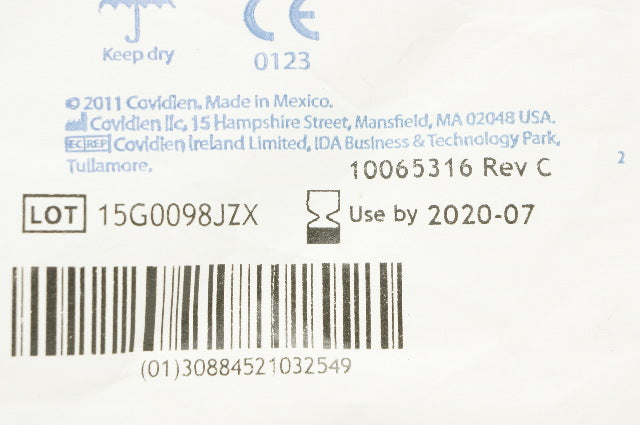 CE
Keep dry
0123
© 2011 Covidien. Made in Mexico.
Covidien llc, 15 Hampshire Street, Mansfield, MA 02048 USA.
EC REP Covidien Ireland Limited, IDA Business & Technology Park,
Tullamore.
10065316 Rev C
2
LOT 15G0098JZX Use by 2020-07
(01)30884521032549